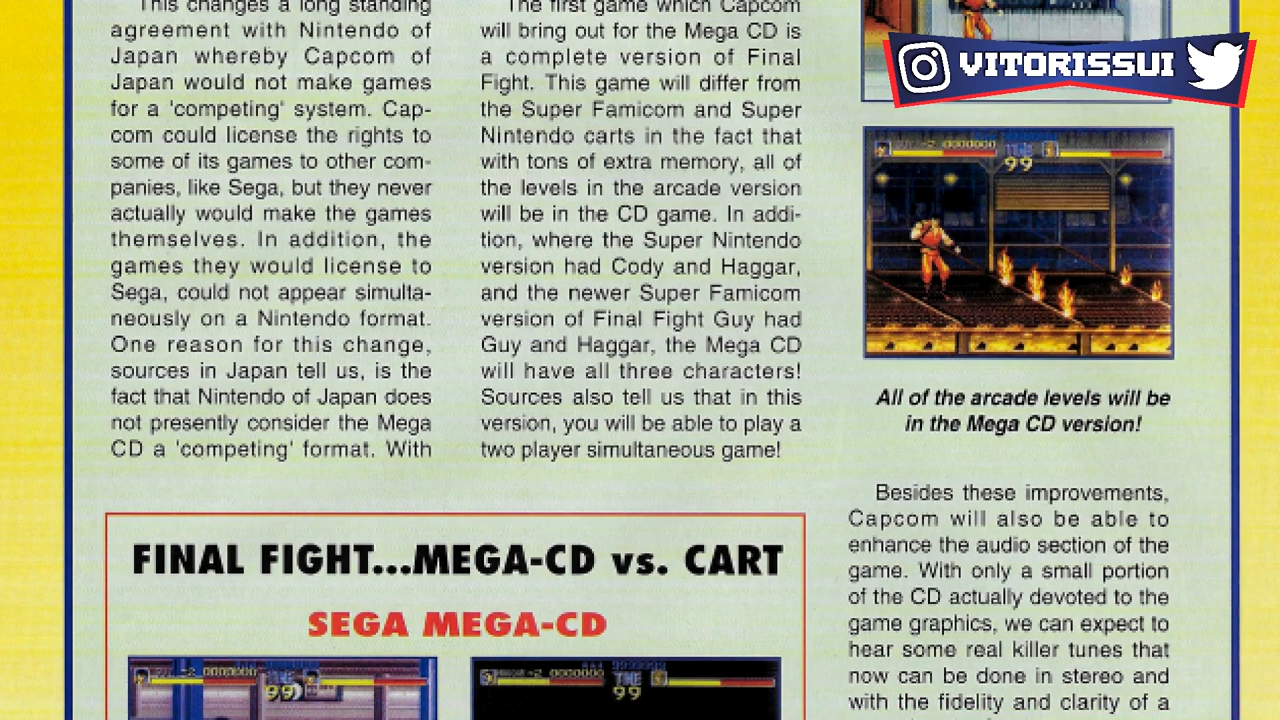 This changes a long standing
agreement with Nintendo of
Japan whereby Capcom of
Japan would not make games
for a 'competing' system. Cap-
com could license the rights to
some of its games to other com-
panies, like Sega, but they never
actually would make the games
themselves. In addition, the
games they would license to
Sega, could not appear simulta-
neously on a Nintendo format.
One reason for this change,
sources in Japan tell us, is the
fact that Nintendo of Japan does
not presently consider the Mega
CD a 'competing' format. With
The first game which Capcom
will bring out for the Mega CD is
a complete version of Final
Fight. This game will differ from
the Super Famicom and Super
Nintendo carts in the fact that
with tons of extra memory, all of
the levels in the arcade version
will be in the CD game. In addi-
tion, where the Super Nintendo
version had Cody and Haggar,
and the newer Super Famicom
version of Final Fight Guy had
Guy and Haggar, the Mega CD
will have all three characters!
Sources also tell us that in this
version, you will be able to play a
two player simultaneous game!
FINAL FIGHT...MEGA-CD vs. CART
SEGA MEGA-CD
=2 0000000
99
=2 0000000
TIME
99
VITORISSUI
=2 0000000
99
All of the arcade levels will be
in the Mega CD version!
Besides these improvements,
Capcom will also be able to
enhance the audio section of the
game. With only a small portion
of the CD actually devoted to the
game graphics, we can expect to
hear some real killer tunes that
now can be done in stereo and
with the fidelity and clarity of a